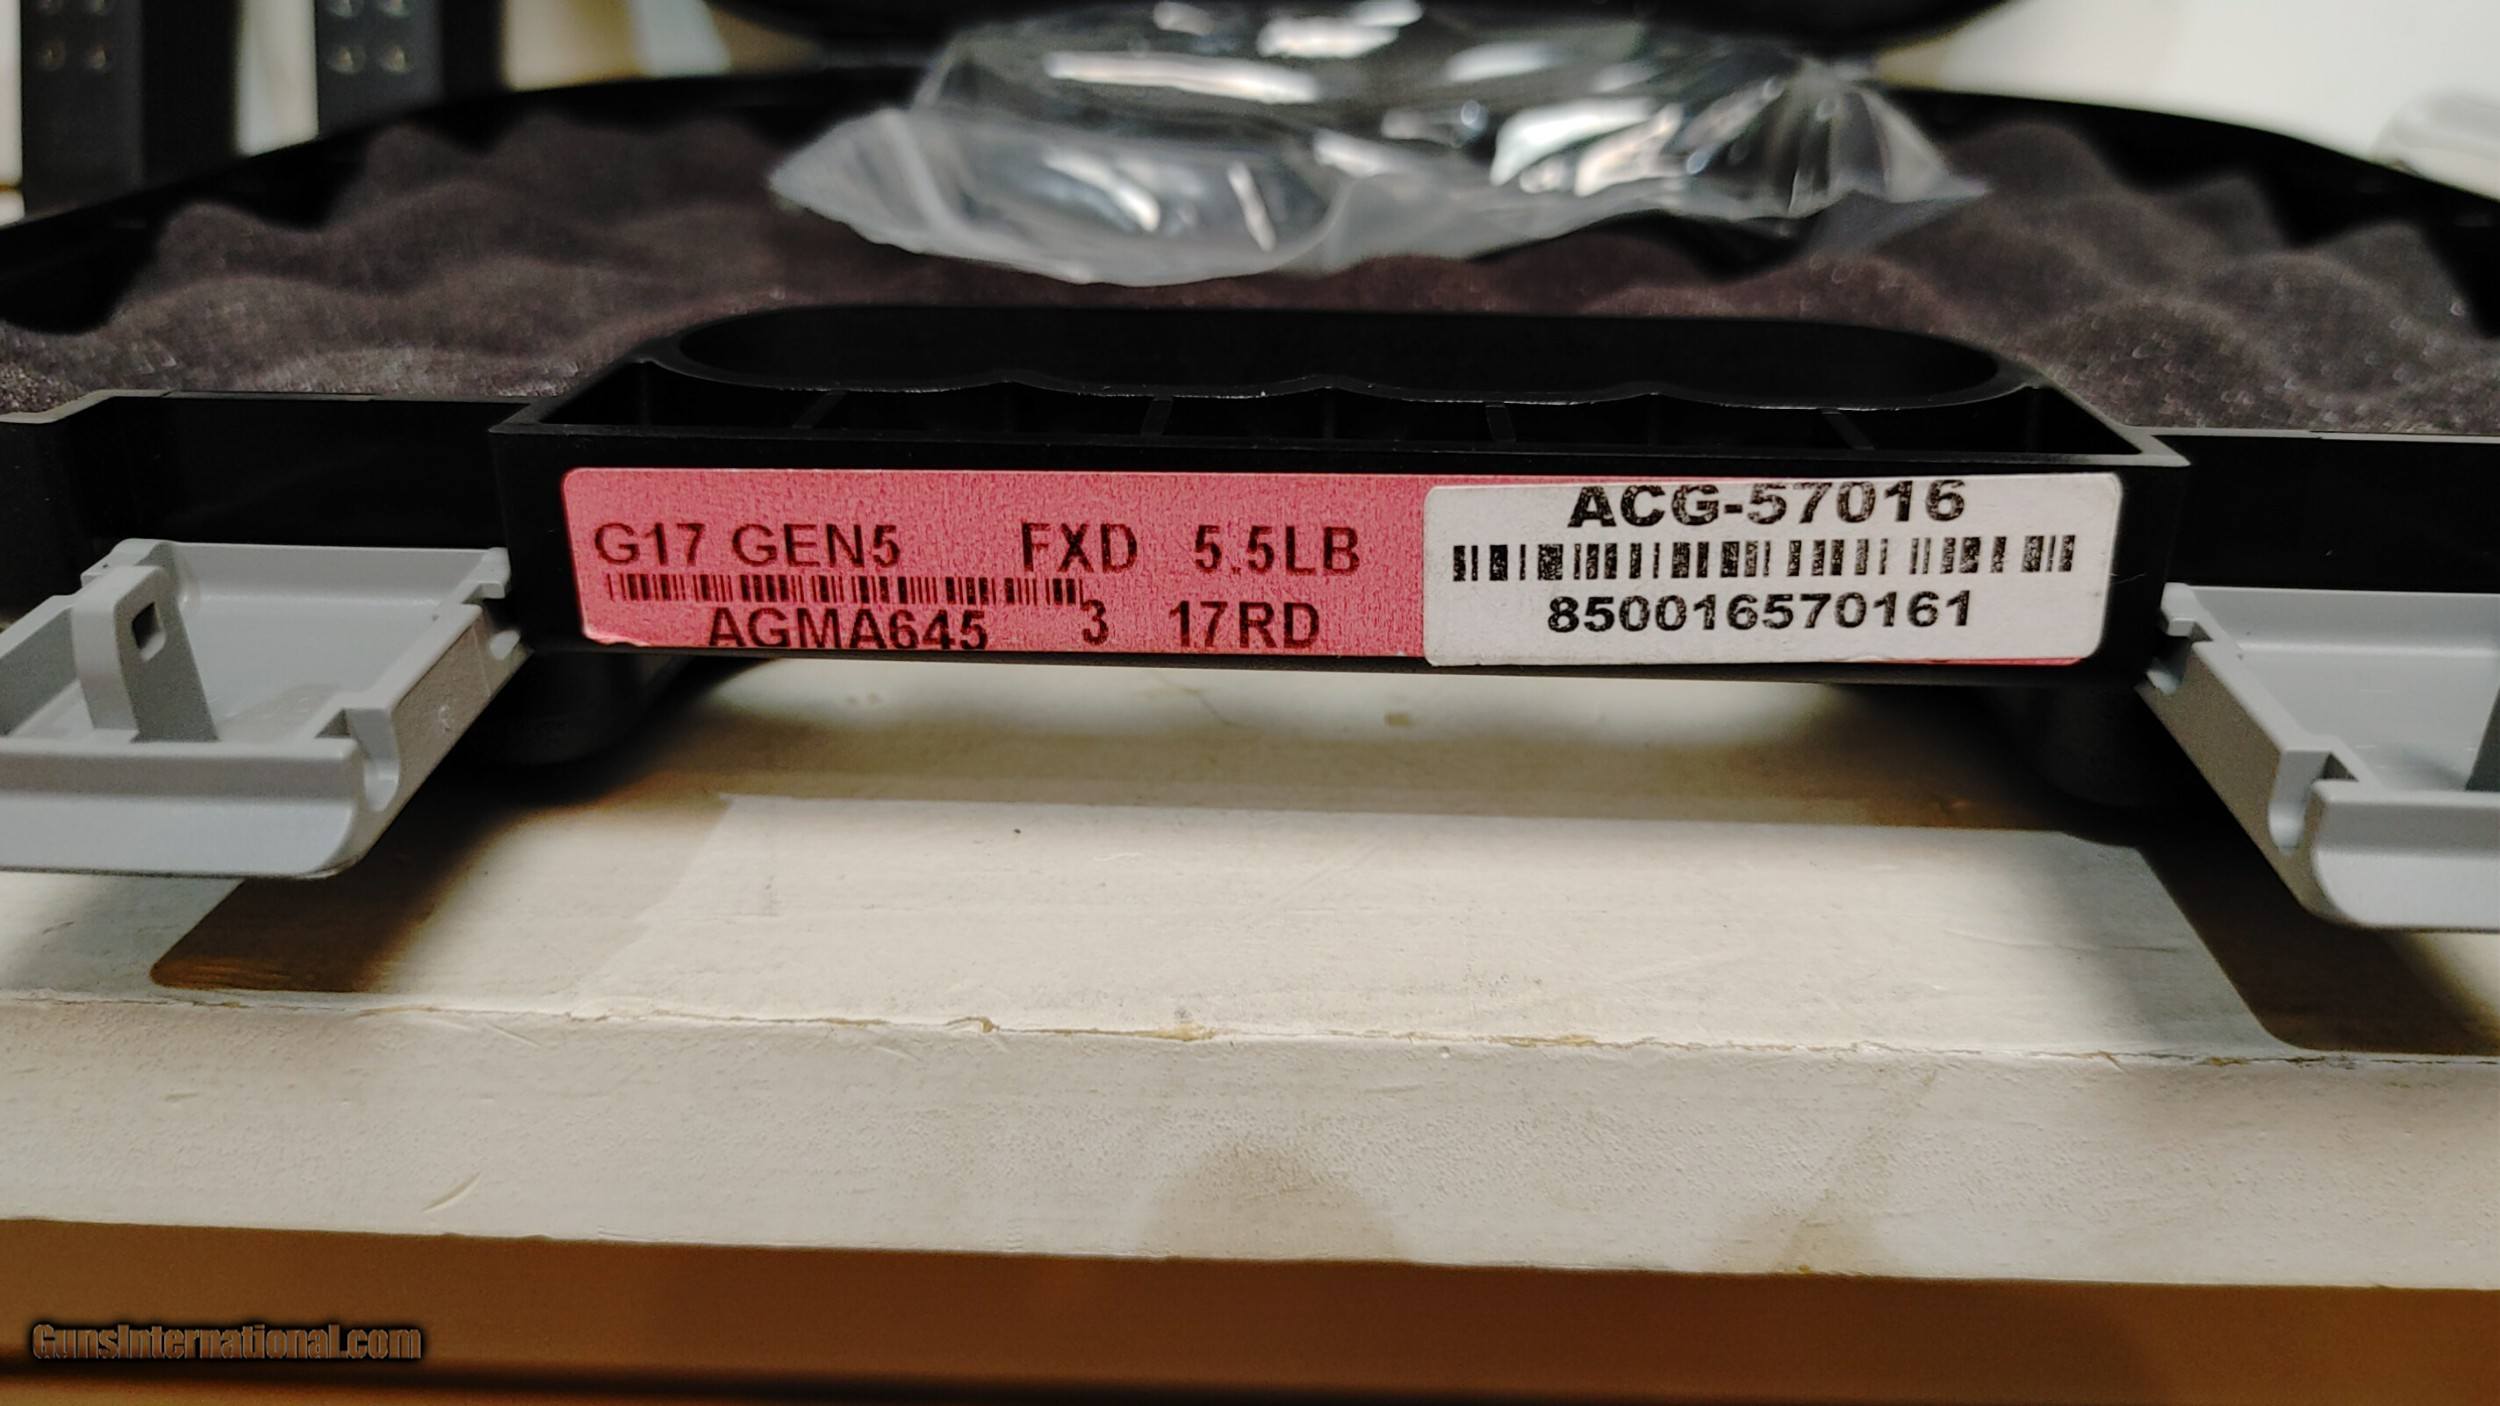 G17 GEN5 FXD 5.5LB
AGMA645 3 17RD
ACG-57016
850016570161
GunsInternational.com